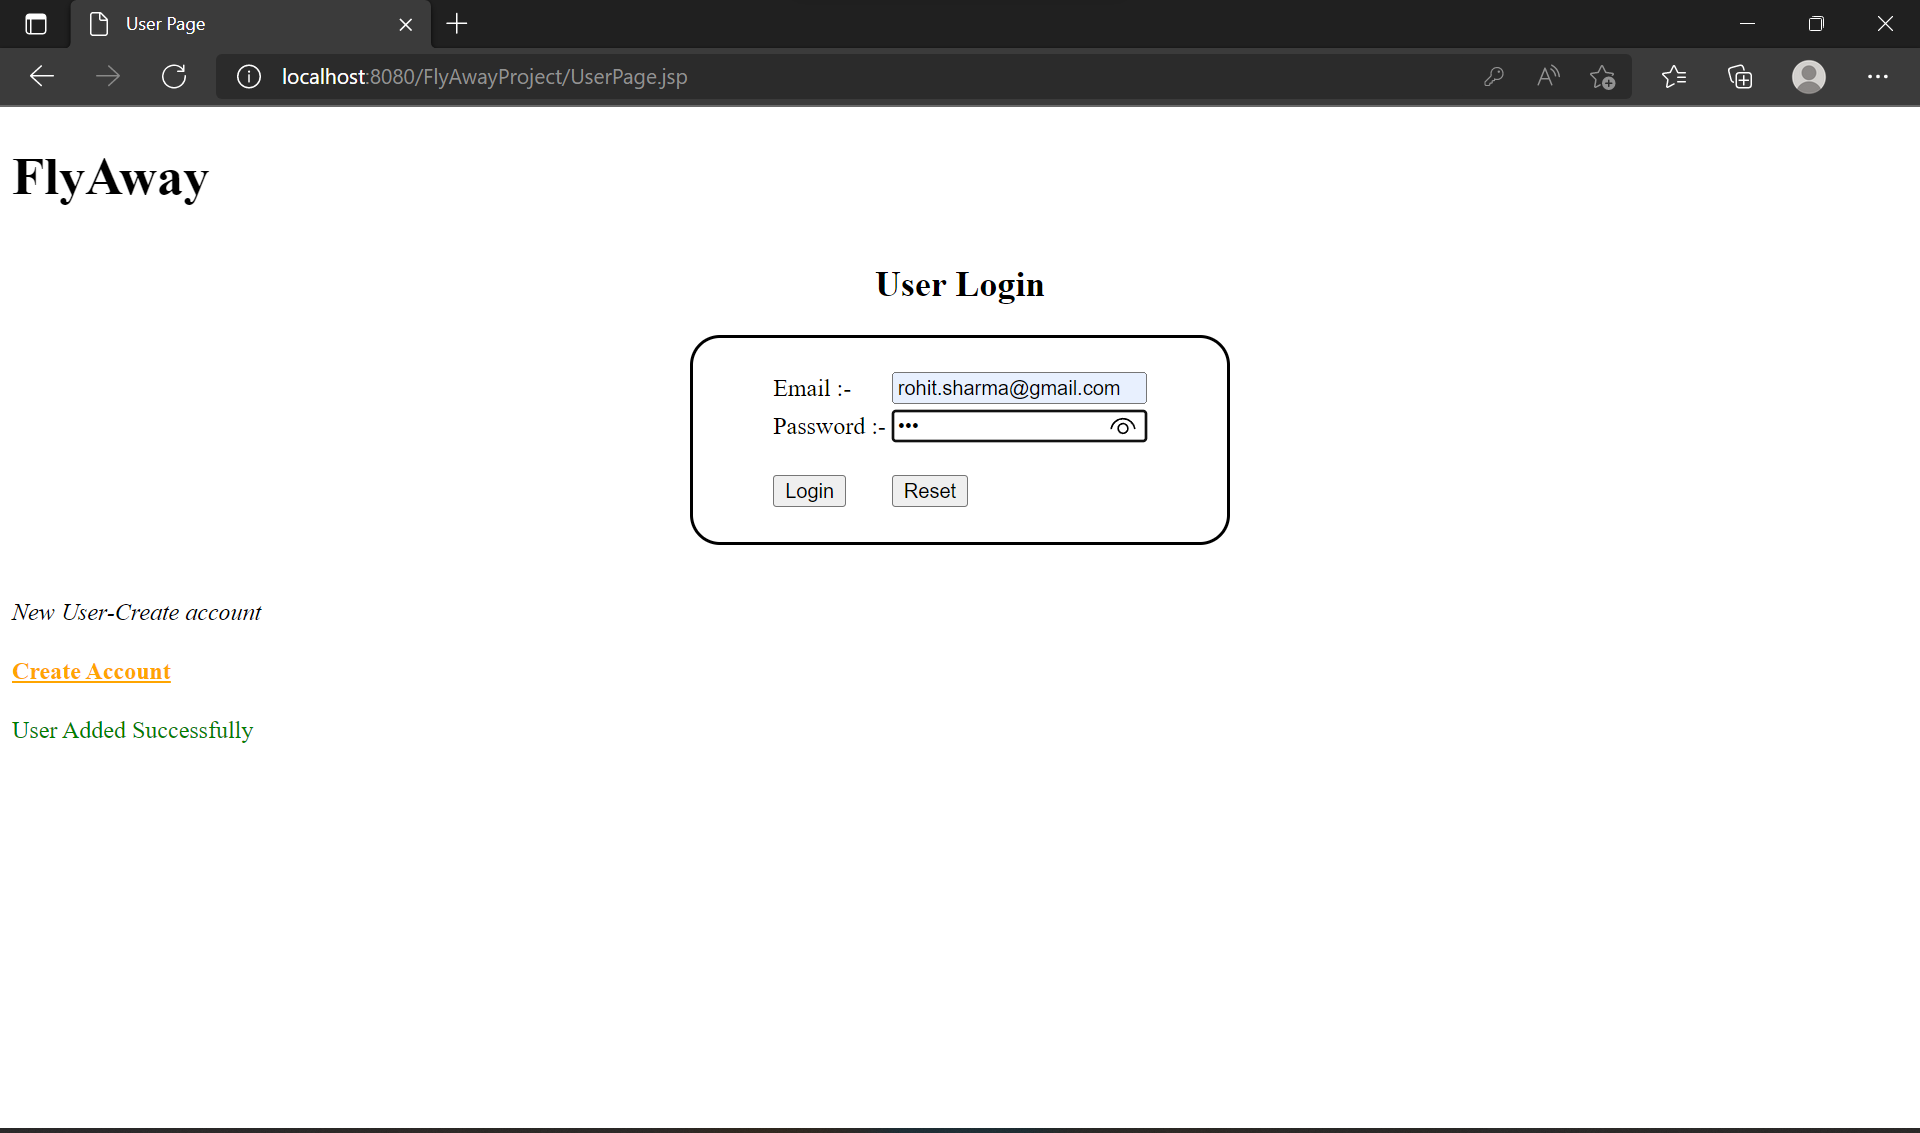 User Page
localhost:8080/FlyAwayProject/UserPage.jsp
FlyAway
User Login
Email :- rohit.sharma@gmail.com
Password :- •••
Login Reset
New User-Create account
Create Account
User Added Successfully